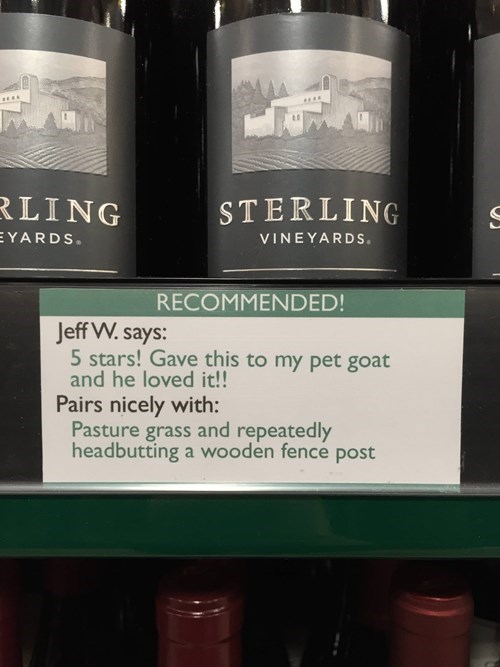 RLING
EYARDS®
STERLING
VINEYARDS®
S
RECOMMENDED!
Jeff W. says:
5 stars! Gave this to my pet goat
and he loved it!!
Pairs nicely with:
Pasture grass and repeatedly
headbutting a wooden fence post